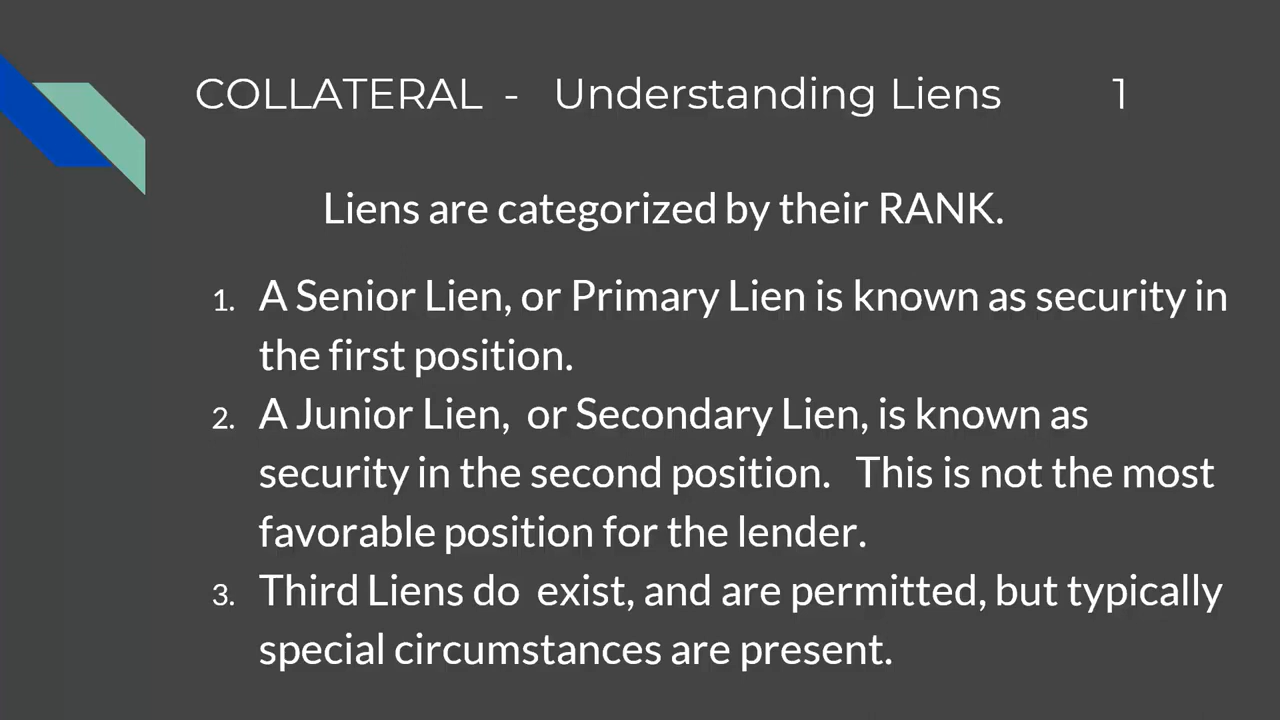 COLLATERAL - Understanding Liens 1
Liens are categorized by their RANK.
1. A Senior Lien, or Primary Lien is known as security in
the first position.
2. A Junior Lien, or Secondary Lien, is known as
security in the second position. This is not the most
favorable position for the lender.
3. Third Liens do exist, and are permitted, but typically
special circumstances are present.